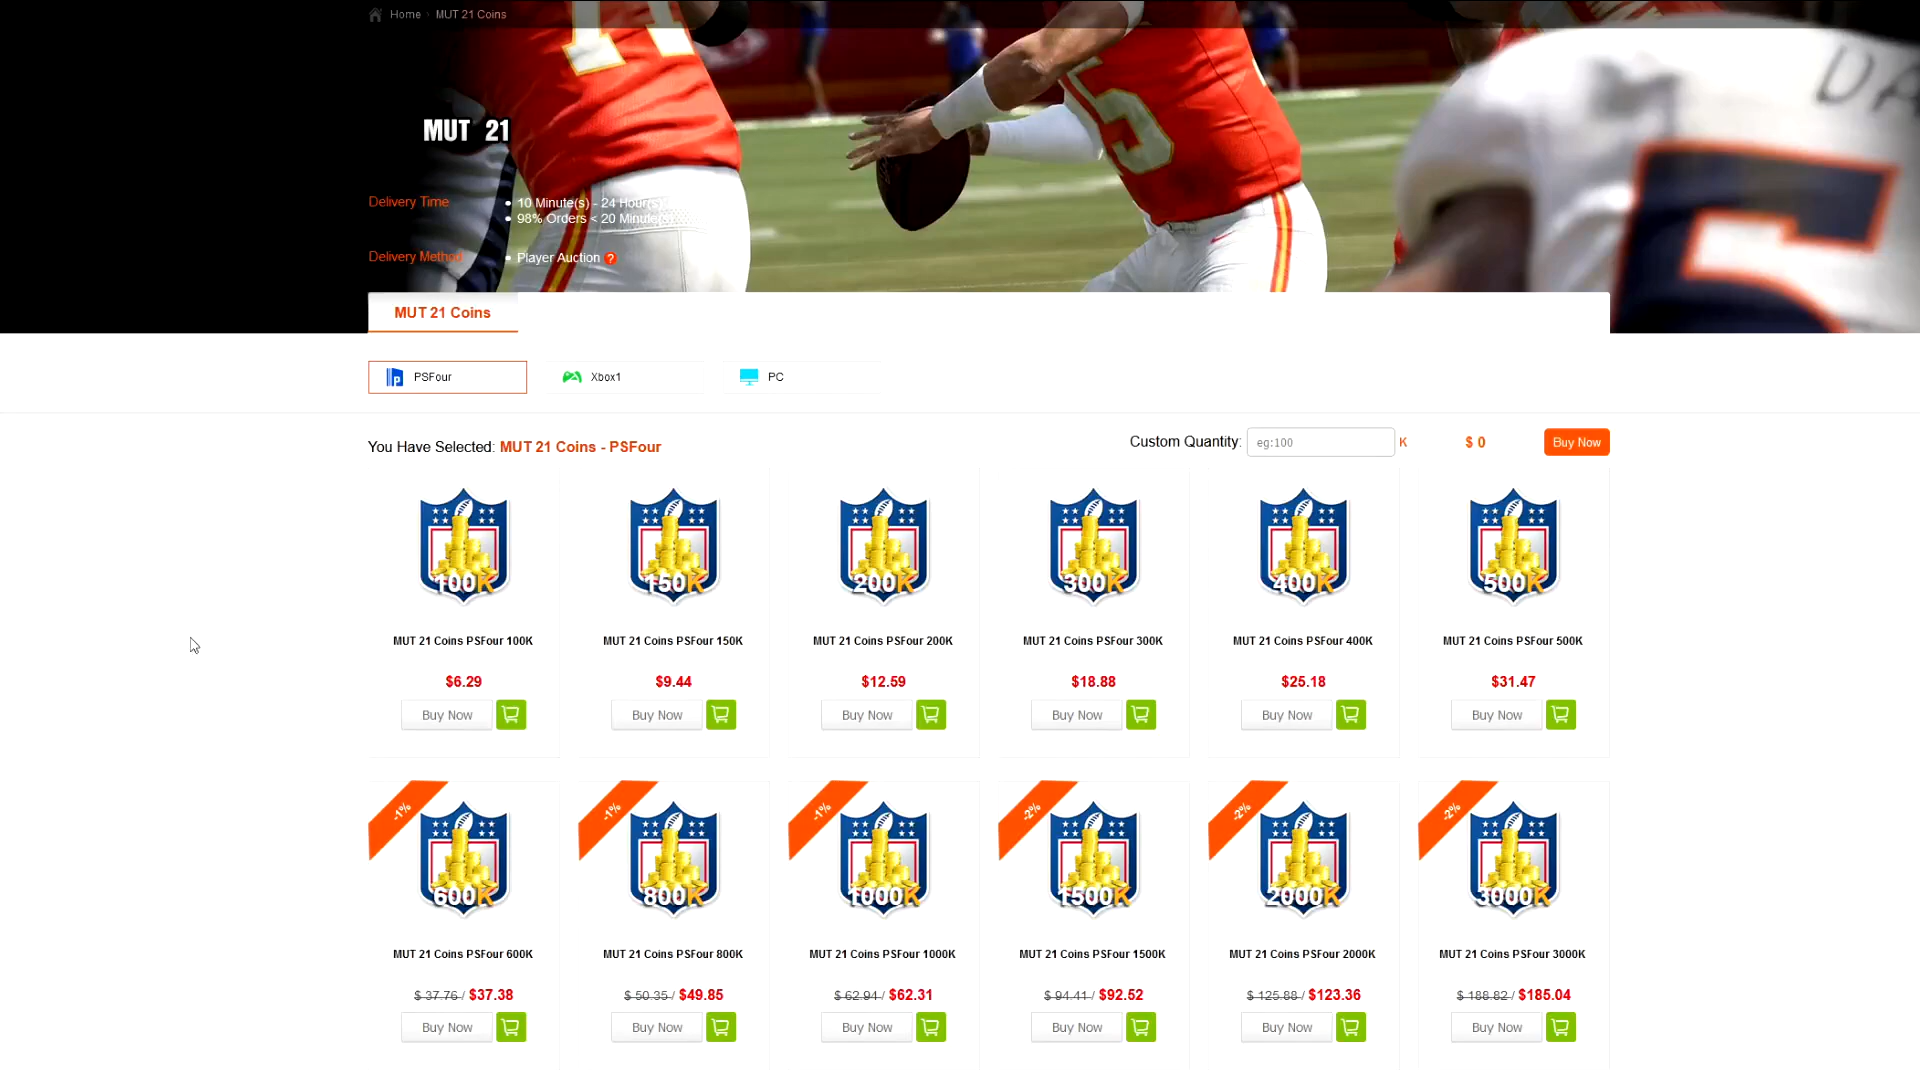 Home › MUT 21 Coins
DA
MUT 21
Delivery Time
10 Minute(s) - 24 Hour(s)
98% Orders < 20 Minute(s)
Delivery Method
Player Auction ?
MUT 21 Coins
PSFour
Xbox1
PC
You Have Selected: MUT 21 Coins - PSFour
Custom Quantity: eg:100 K $ 0 Buy Now
100K 150K 200K 300K 400K 500K
MUT 21 Coins PSFour 100K MUT 21 Coins PSFour 150K MUT 21 Coins PSFour 200K MUT 21 Coins PSFour 300K MUT 21 Coins PSFour 400K MUT 21 Coins PSFour 500K
$6.29 $9.44 $12.59 $18.88 $25.18 $31.47
Buy Now Buy Now Buy Now Buy Now Buy Now Buy Now
-1% -1% -1% -2% -2% -2%
600K 800K 1000K 1500K 2000K 3000K
MUT 21 Coins PSFour 600K MUT 21 Coins PSFour 800K MUT 21 Coins PSFour 1000K MUT 21 Coins PSFour 1500K MUT 21 Coins PSFour 2000K MUT 21 Coins PSFour 3000K
$ 37.76 / $37.38 $ 50.35 / $49.85 $ 62.94 / $62.31 $ 94.41 / $92.52 $ 125.88 / $123.36 $ 188.82 / $185.04
Buy Now Buy Now Buy Now Buy Now Buy Now Buy Now